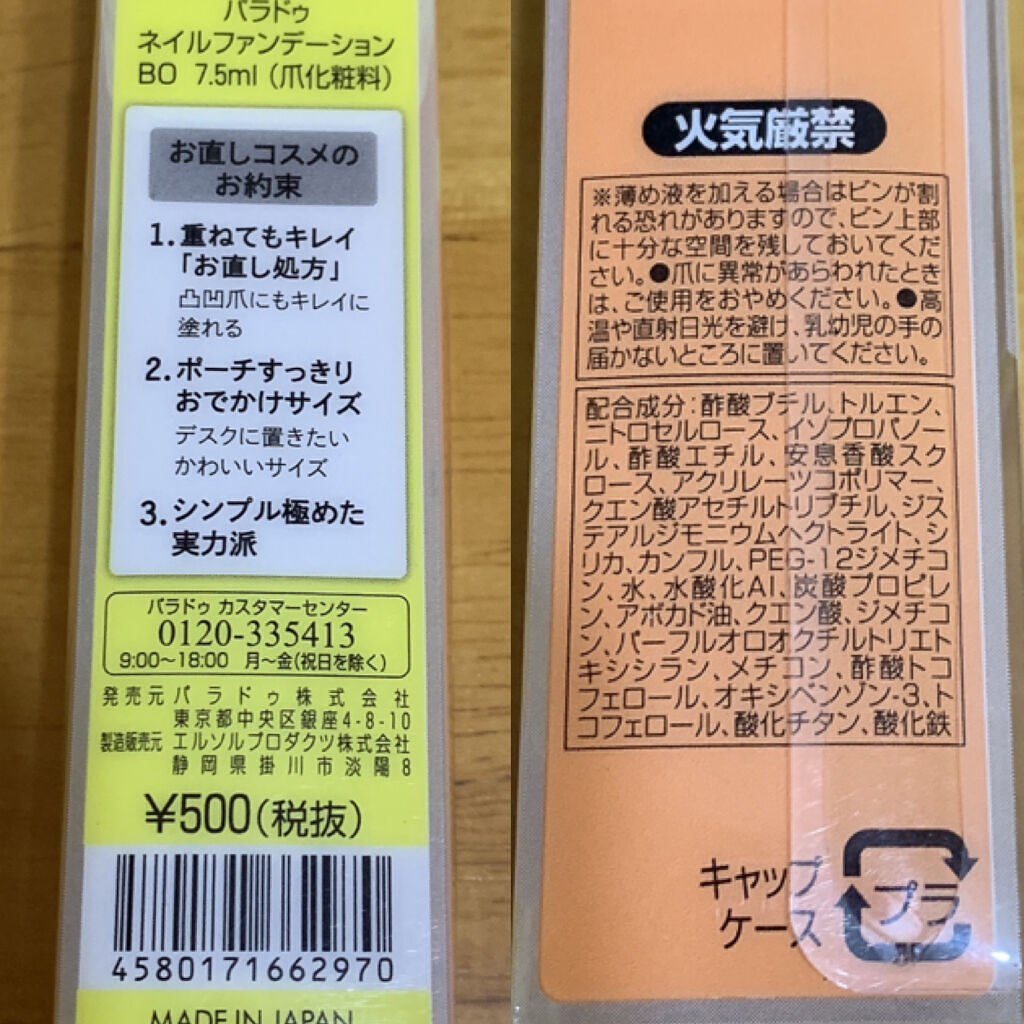 パラドゥ
ネイルファンデーション
BO 7.5ml（爪化粧料）
お直しコスメの
お約束
1.重ねてもキレイ
「お直し処方」
凸凹爪にもキレイに
塗れる
2.ポーチすっきり
おでかけサイズ
デスクに置きたい
かわいいサイズ
3.シンプル極めた
実力派
パラドゥ カスタマーセンター
0120-335413
9:00〜18:00 月〜金(祝日を除く)
発売元 パラドゥ株式会社
東京都中央区銀座4-8-10
製造販売元 エルソルプロダクツ株式会社
静岡県掛川市淡陽8
¥500(税抜)
4580171662970
MADE IN JAPAN
火気厳禁
※薄め液を加える場合はビンが割
れる恐れがありますので、ビン上部
に十分な空間を残しておいてくだ
さい。●爪に異常があらわれたとき
は、ご使用をおやめください。●高
温や直射日光を避け、乳幼児の手の
届かないところに置いてください。
配合成分：酢酸ブチル、トルエン、
ニトロセルロース、イソプロパノー
ル、酢酸エチル、安息香酸スク
ロース、アクリレーツコポリマー、
クエン酸アセチルトリブチル、ジス
テアルジモニウムヘクトライト、シ
リカ、カンフル、PEG-12ジメチコ
ン、水、水酸化Al、炭酸プロピレ
ン、アボカド油、クエン酸、ジメチコ
ン、パーフルオロオクチルトリエト
キシシラン、メチコン、酢酸トコ
フェロール、オキシベンゾン-3、ト
コフェロール、酸化チタン、酸化鉄
キャップ
ケース
プラ